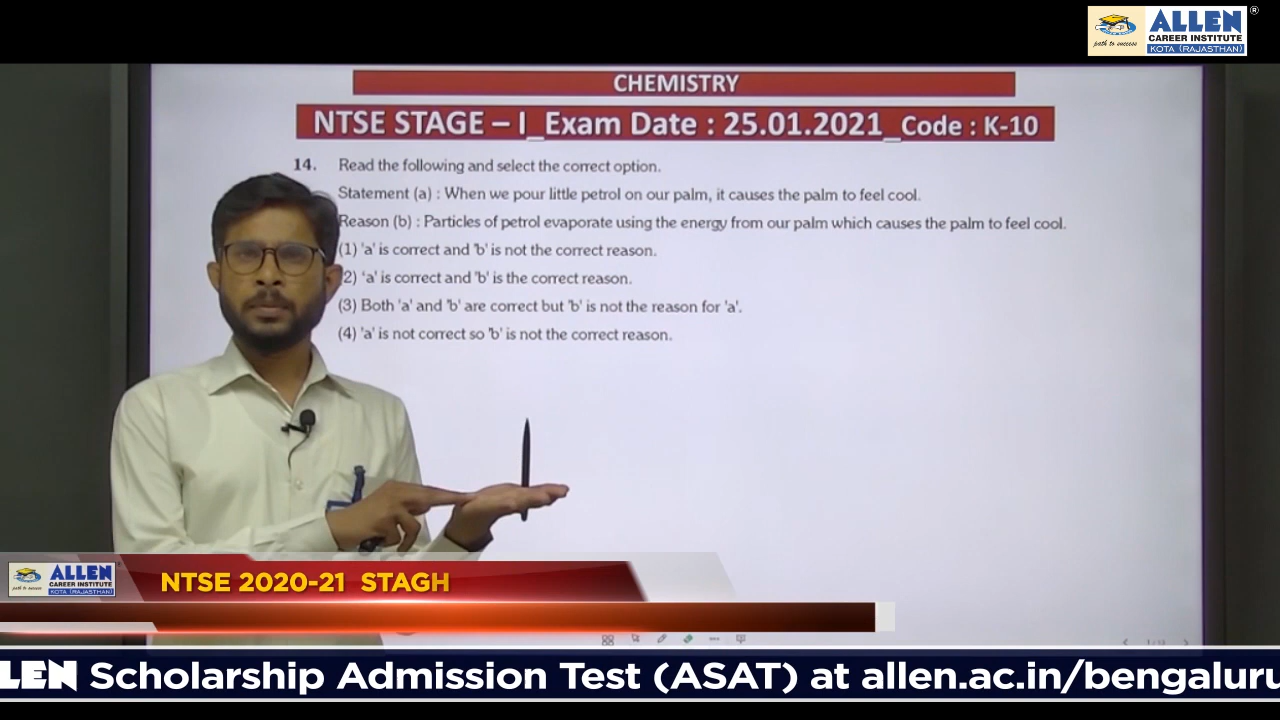 ALLEN
®
path to success
CAREER INSTITUTE
KOTA (RAJASTHAN)
CHEMISTRY
NTSE STAGE – I_Exam Date : 25.01.2021_Code : K-10
14. Read the following and select the correct option.
Statement (a) : When we pour little petrol on our palm, it causes the palm to feel cool.
Reason (b) : Particles of petrol evaporate using the energy from our palm which causes the palm to feel cool.
(1) 'a' is correct and 'b' is not the correct reason.
2) 'a' is correct and 'b' is the correct reason.
(3) Both 'a' and 'b' are correct but 'b' is not the reason for 'a'.
(4) 'a' is not correct so 'b' is not the correct reason.
ALLEN
CAREER INSTITUTE
path to success
KOTA (RAJASTHAN)
NTSE 2020-21 STAGH
LEN Scholarship Admission Test (ASAT) at allen.ac.in/bengaluru